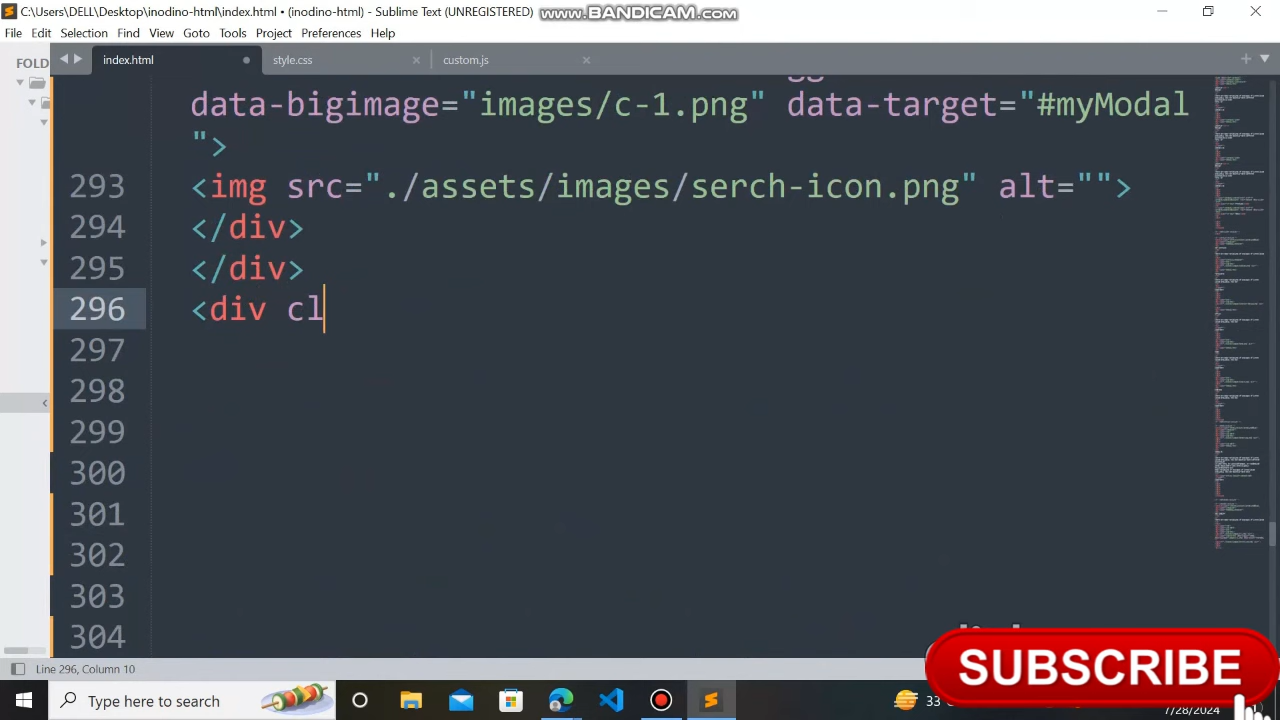 C:\Users\DELL\Desktop\inodino-html\index.html • (inodino-html) - Sublime Text (UNREGISTERED)
www.BANDICAM.com
File Edit Selection Find View Goto Tools Project Preferences Help
FOLD
index.html
style.css
custom.js
data-bigimage="images/c-1.png" data-target="#myModal
">
293 <img src="./assets/images/serch-icon.png" alt="">
294 </div>
295 </div>
296 <div cl
297
298
299
300
301
302
303
304
Line 296, Column 10
SUBSCRIBE
Type here to search
33
7/28/2024